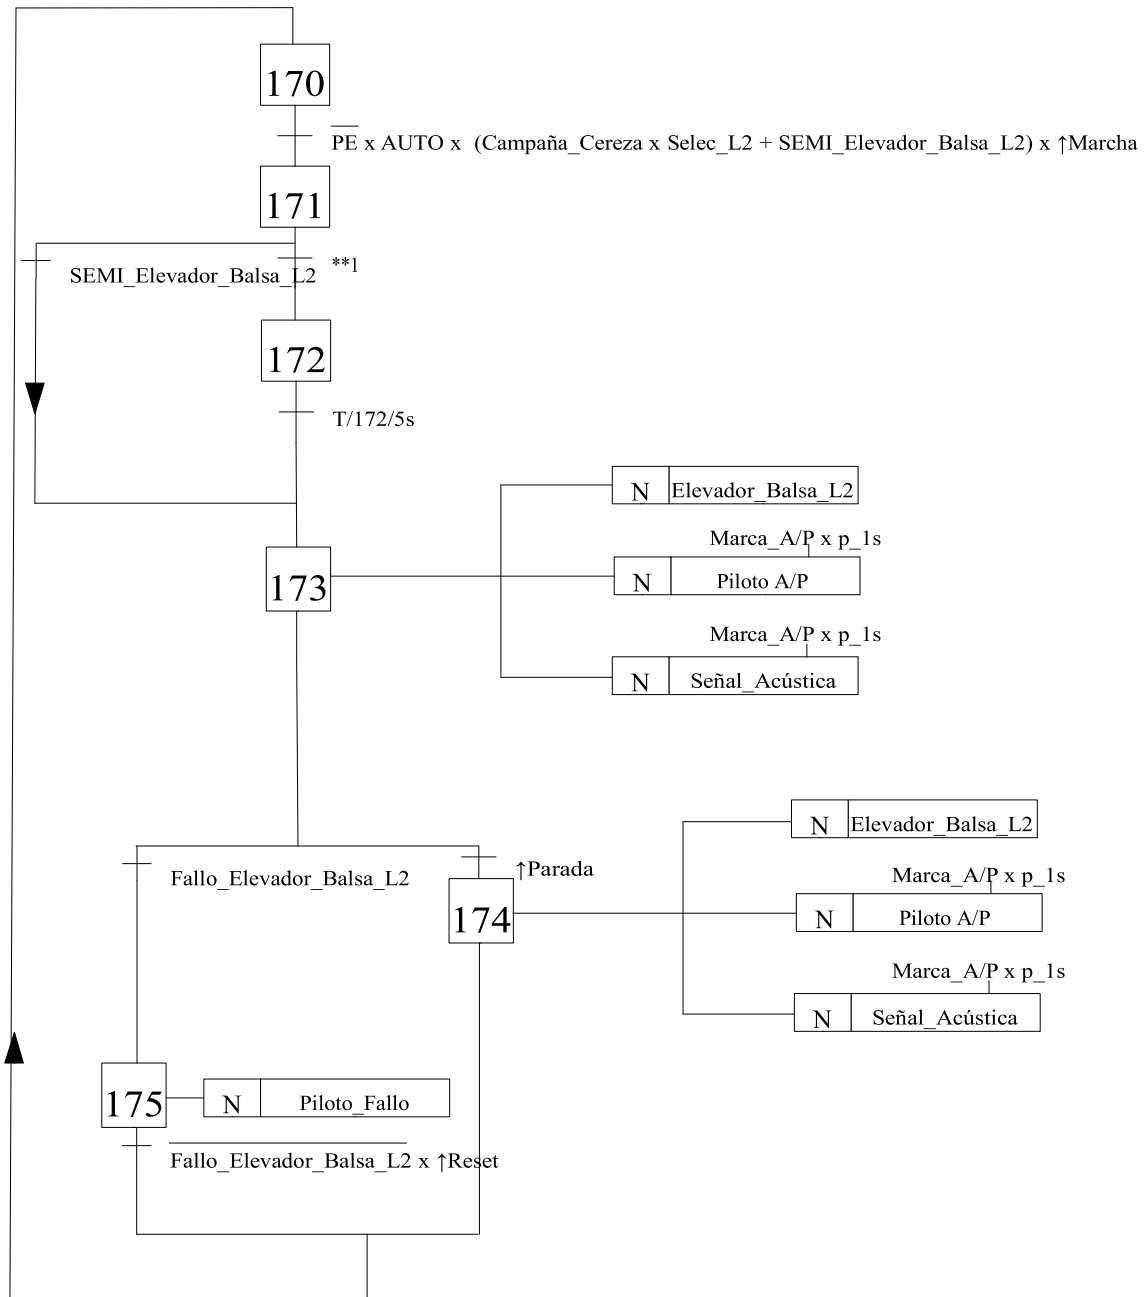 170
PE x AUTO x (Campaña_Cereza x Selec_L2 + SEMI_Elevador_Balsa_L2) x ↑Marcha
171
SEMI_Elevador_Balsa_L2
**1
172
T/172/5s
N Elevador_Balsa_L2
Marca_A/P x p_1s
173
N Piloto A/P
Marca_A/P x p_1s
N Señal_Acústica
N Elevador_Balsa_L2
Fallo_Elevador_Balsa_L2
↑Parada
Marca_A/P x p_1s
174
N Piloto A/P
Marca_A/P x p_1s
N Señal_Acústica
175
N Piloto_Fallo
Fallo_Elevador_Balsa_L2 x ↑Reset